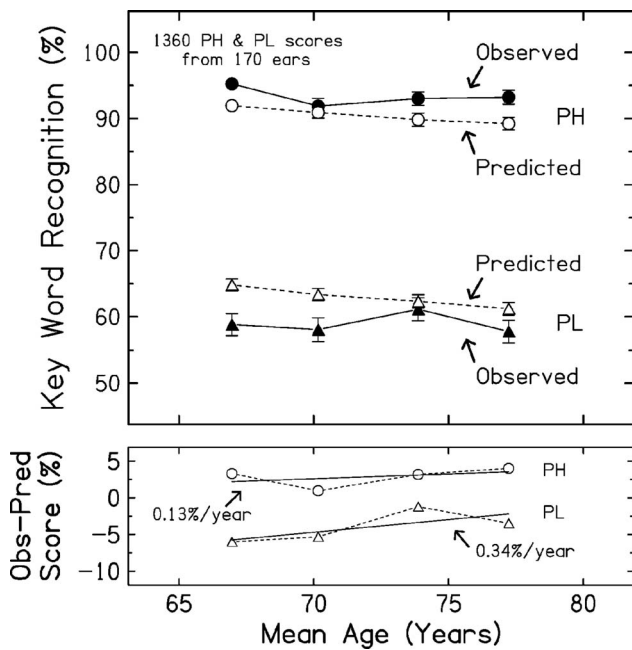 Key Word Recognition (%)
100
90
80
70
60
50
1360 PH & PL scores
from 170 ears
Observed
PH
Predicted
Predicted
PL
Observed
Obs-Pred
Score (%)
5
0
-5
-10
PH
0.13%/year
PL
0.34%/year
65
70
75
80
Mean Age (Years)